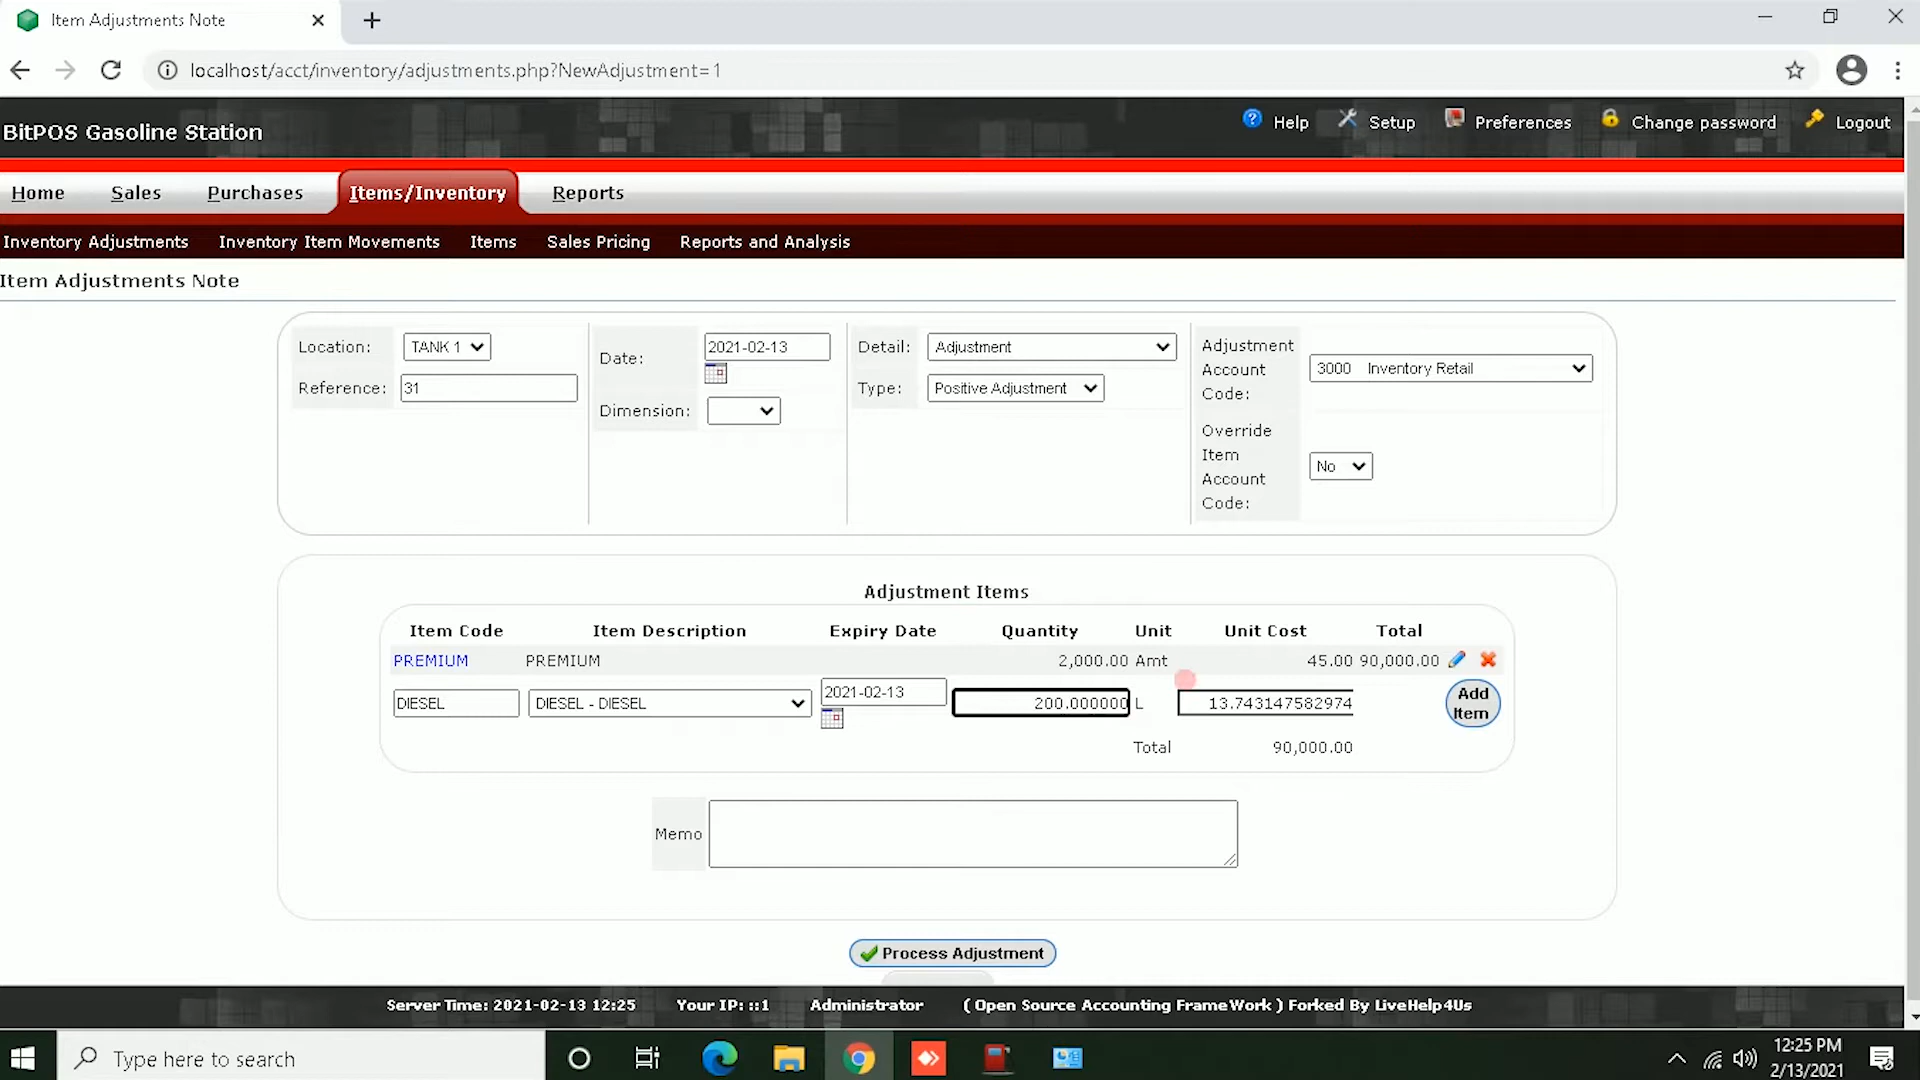 Item Adjustments Note
localhost/acct/inventory/adjustments.php?NewAdjustment=1
BitPOS Gasoline Station
Help Setup Preferences Change password Logout
Home Sales Purchases Items/Inventory Reports
Inventory Adjustments Inventory Item Movements Items Sales Pricing Reports and Analysis
Item Adjustments Note
Location: TANK 1
Reference: 31
Date: 2021-02-13
Dimension:
Detail: Adjustment
Type: Positive Adjustment
Adjustment
Account
Code:
3000 Inventory Retail
Override
Item
Account
Code:
No
Adjustment Items
Item Code Item Description Expiry Date Quantity Unit Unit Cost Total
PREMIUM PREMIUM 2,000.00 Amt 45.00 90,000.00
DIESEL DIESEL - DIESEL 2021-02-13 200.000000 L 13.743147582974
Add
Item
Total 90,000.00
Memo
Process Adjustment
Server Time: 2021-02-13 12:25 Your IP: ::1 Administrator ( Open Source Accounting FrameWork ) Forked By LiveHelp4Us
Type here to search
12:25 PM
2/13/2021